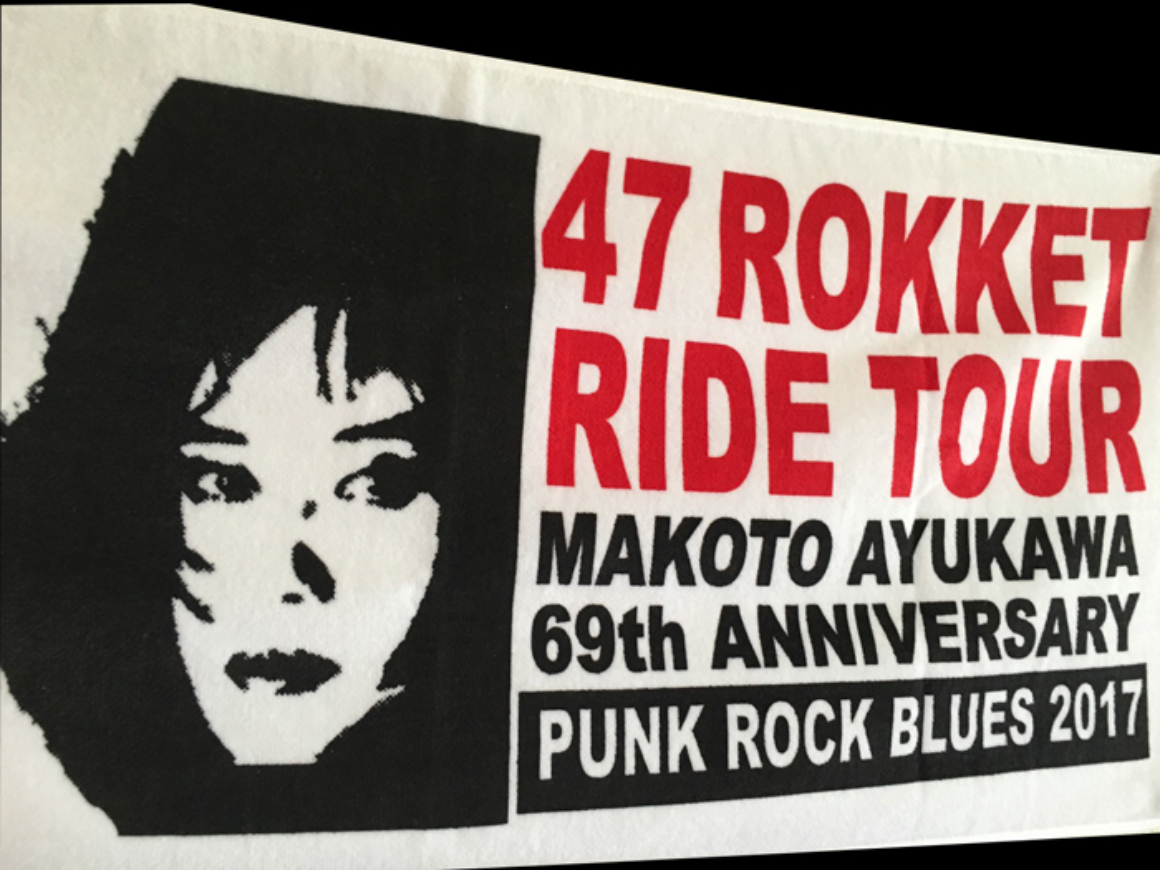 47 ROKKET
RIDE TOUR
MAKOTO AYUKAWA
69th ANNIVERSARY
PUNK ROCK BLUES 2017